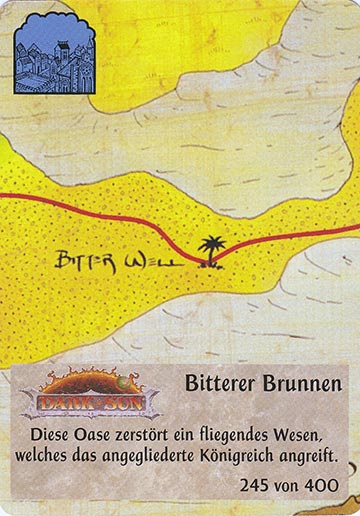 BITTER WELL
Bitterer Brunnen
DARK SUN
Diese Oase zerstört ein fliegendes Wesen,
welches das angegliederte Königreich angreift.
245 von 400